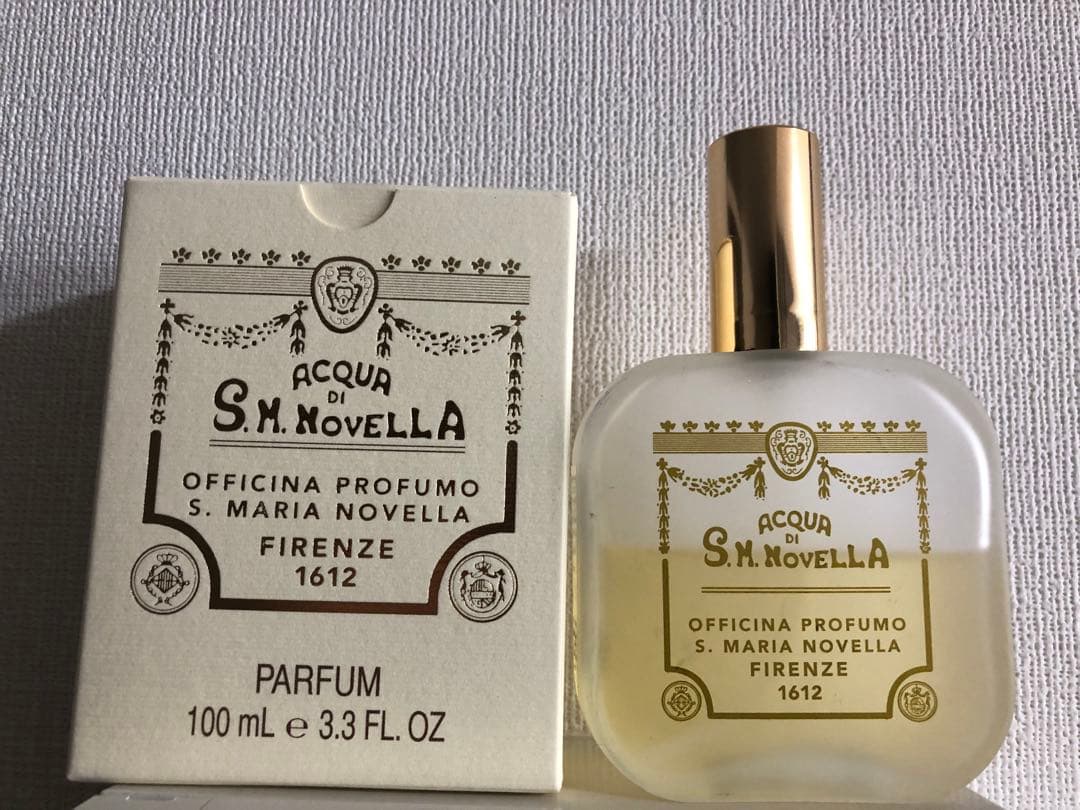 ACQUA
DI
S.M. NOVELLA
OFFICINA PROFUMO
S. MARIA NOVELLA
FIRENZE
1612
PARFUM
100 mL ℮ 3.3 FL. OZ
ACQUA
DI
S.M. NOVELLA
OFFICINA PROFUMO
S. MARIA NOVELLA
FIRENZE
1612